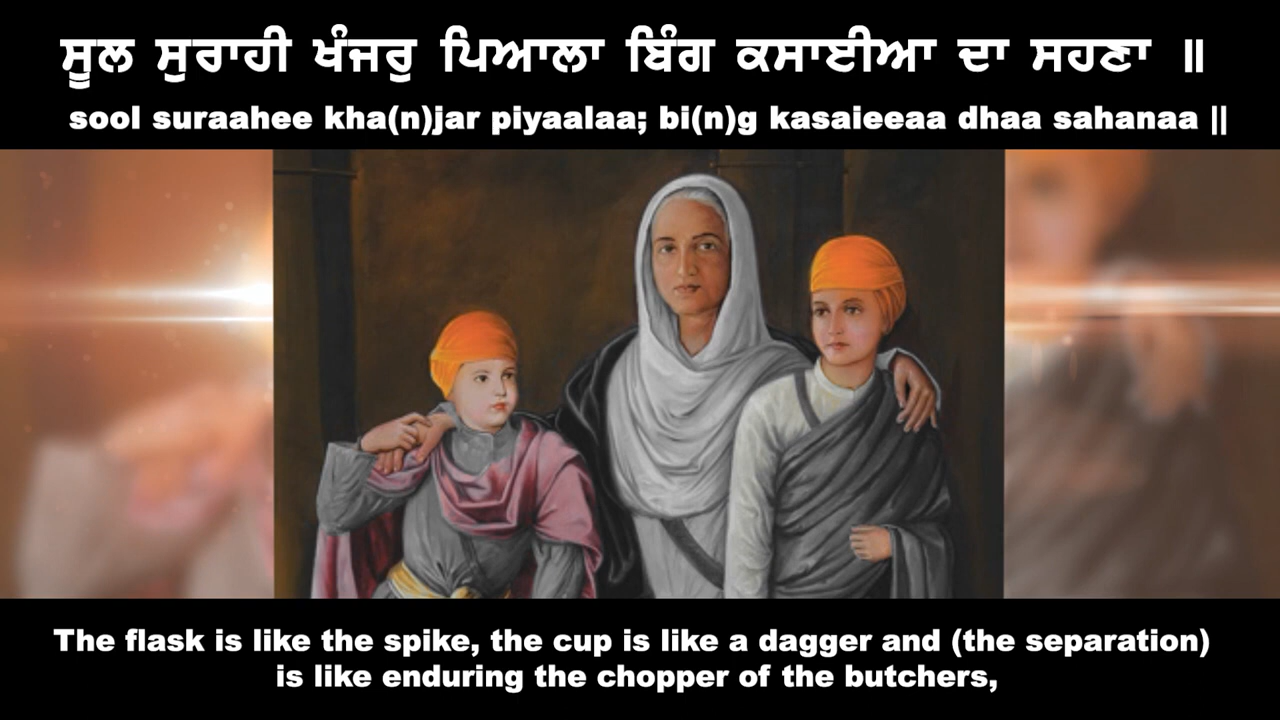 ਸੂਲ ਸੁਰਾਹੀ ਖੰਜਰੁ ਪਿਆਲਾ ਬਿੰਗ ਕਸਾਈਆ ਦਾ ਸਹਣਾ ॥
sool suraahee kha(n)jar piyaalaa; bi(n)g kasaieeaa dhaa sahanaa ||
The flask is like the spike, the cup is like a dagger and (the separation)
is like enduring the chopper of the butchers,